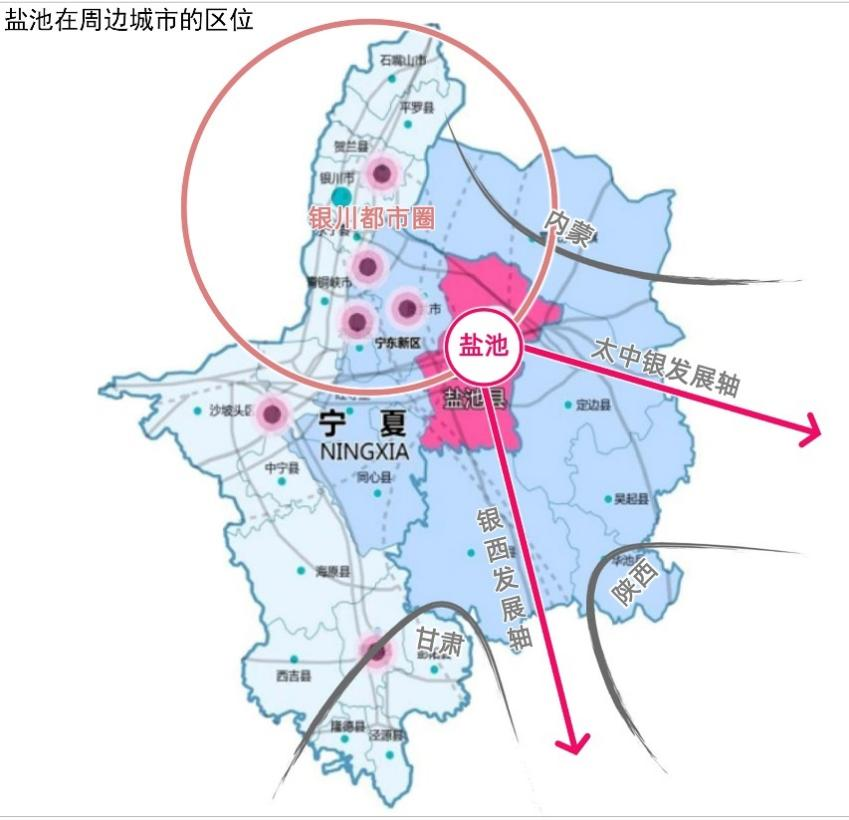 盐池在周边城市的区位
石嘴山市
平罗县
贺兰县
银川市
银川都市圈
内蒙
青铜峡市
市
宁东新区
盐池
太中银发展轴
盐池县
定边县
沙坡头区
宁 夏
NINGXIA
中宁县
同心县
吴起县
银西发展轴
华池县
陕西
海原县
甘肃
西吉县
隆德县
泾源县